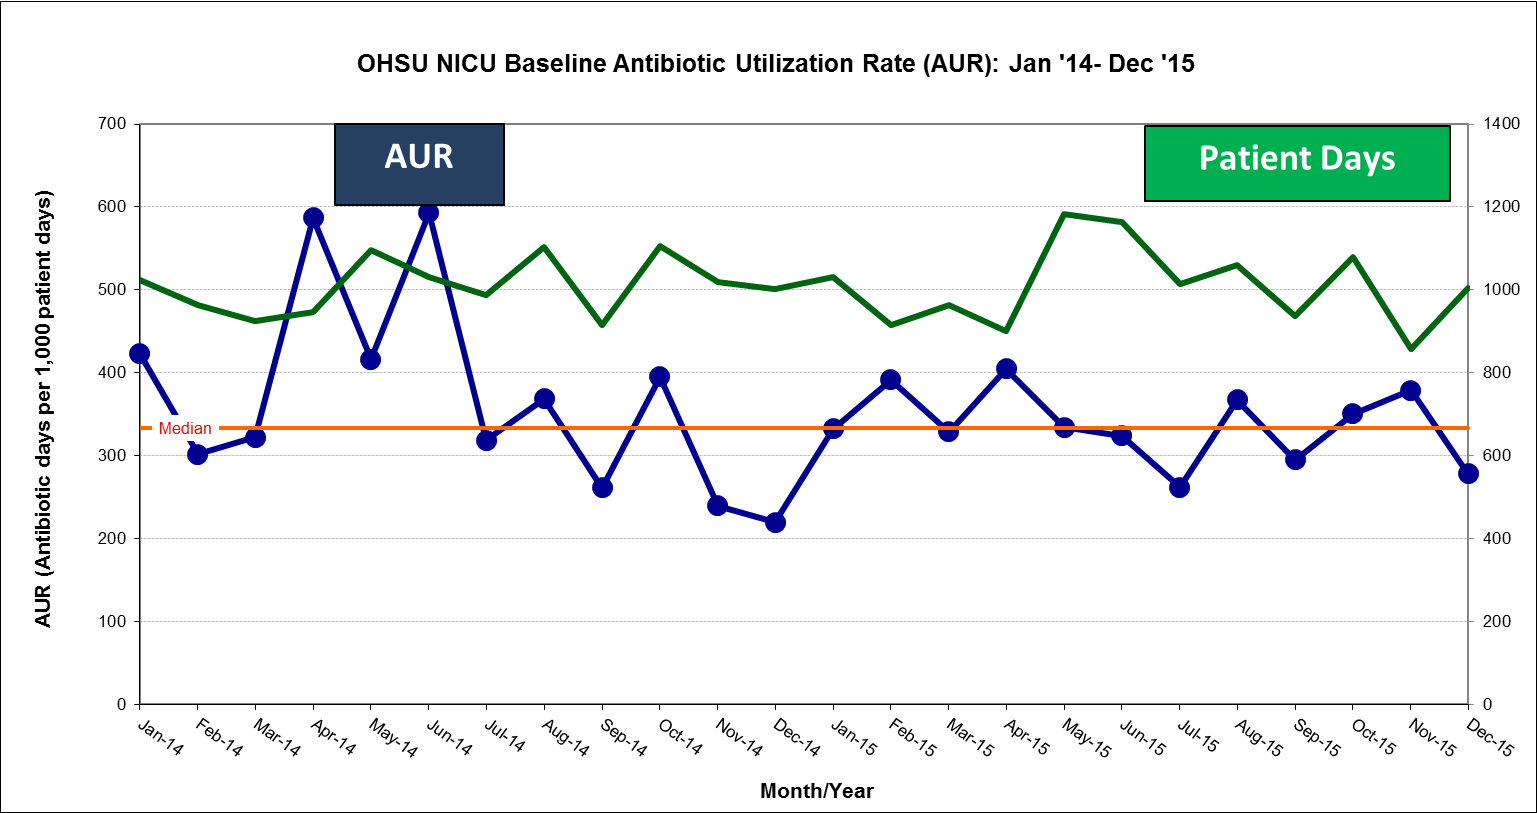 OHSU NICU Baseline Antibiotic Utilization Rate (AUR): Jan '14- Dec '15
AUR
Patient Days
AUR (Antibiotic days per 1,000 patient days)
700
600
500
400
300
200
100
0
Median
1400
1200
1000
800
600
400
200
0
Jan-14
Feb-14
Mar-14
Apr-14
May-14
Jun-14
Jul-14
Aug-14
Sep-14
Oct-14
Nov-14
Dec-14
Jan-15
Feb-15
Mar-15
Apr-15
May-15
Jun-15
Jul-15
Aug-15
Sep-15
Oct-15
Nov-15
Dec-15
Month/Year